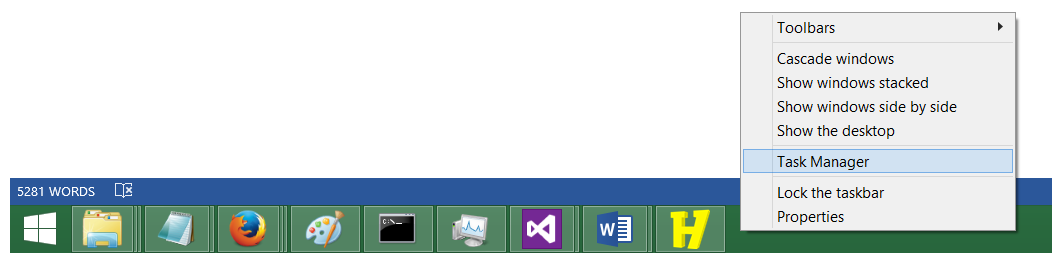 Toolbars
Cascade windows
Show windows stacked
Show windows side by side
Show the desktop
Task Manager
Lock the taskbar
Properties
5281 WORDS
C:\
W
H